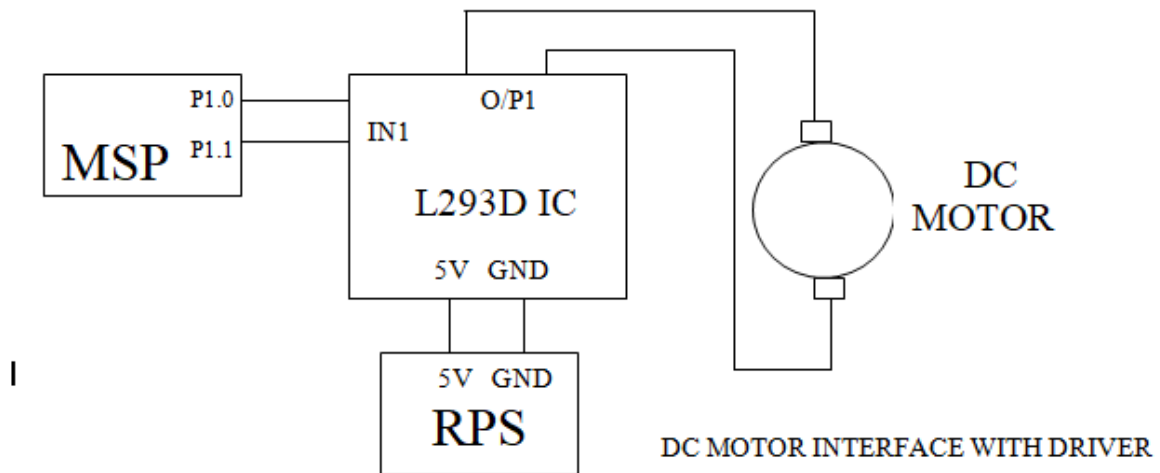 P1.0
P1.1
MSP
IN1
O/P1
L293D IC
5V GND
5V GND
RPS
DC
MOTOR
DC MOTOR INTERFACE WITH DRIVER